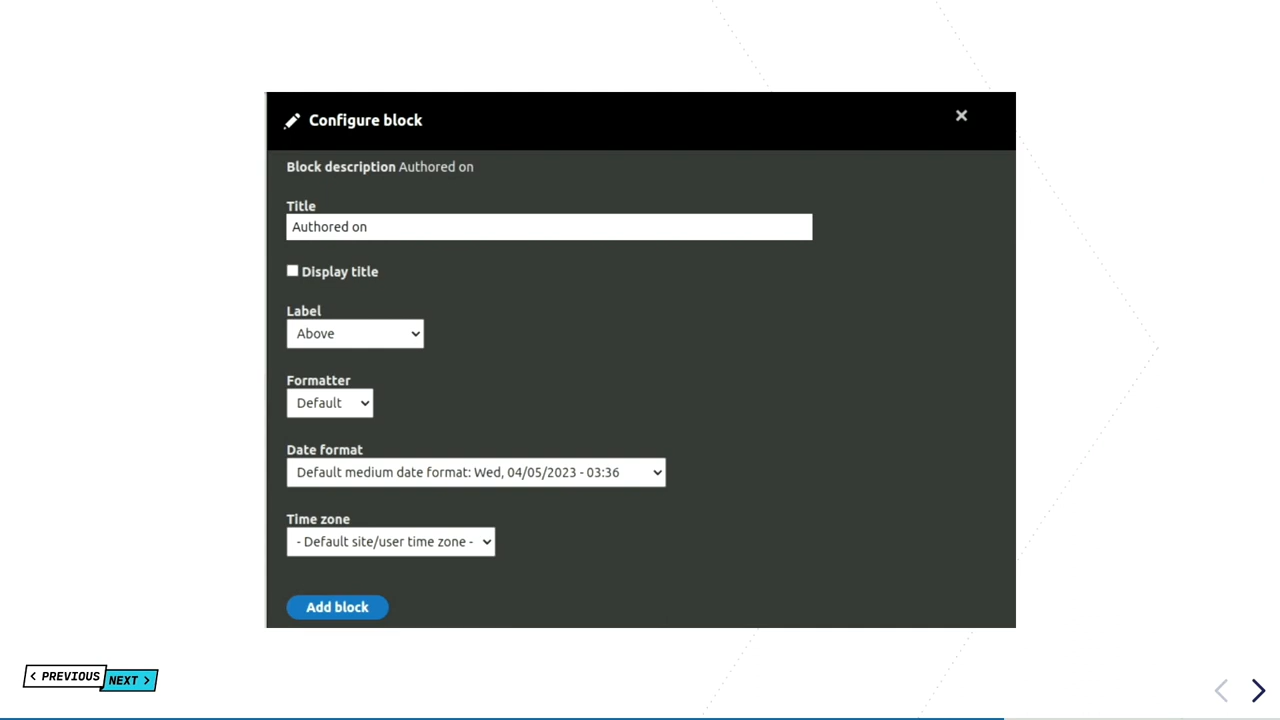 Configure block
Block description Authored on
Title
Authored on
Display title
Label
Above
Formatter
Default
Date format
Default medium date format: Wed, 04/05/2023 - 03:36
Time zone
- Default site/user time zone -
Add block
< PREVIOUS
NEXT >